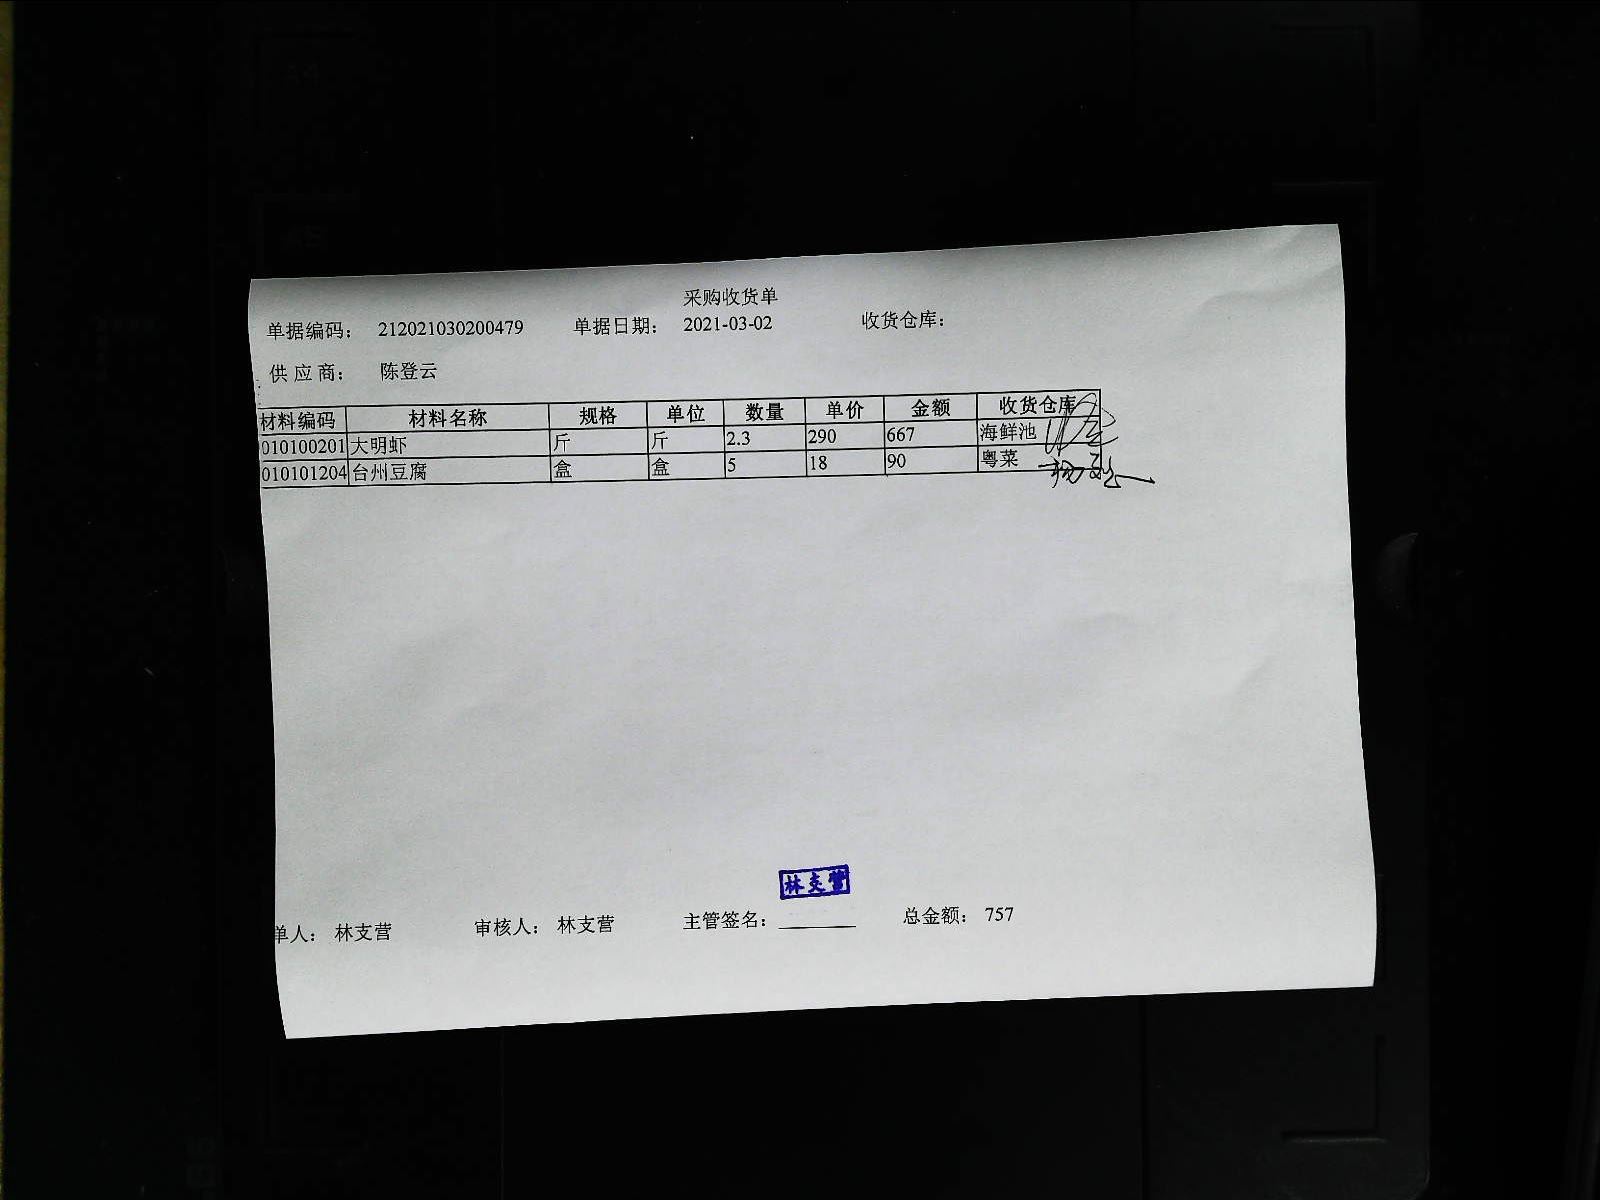 采购收货单
单据编码： 212021030200479 单据日期： 2021-03-02 收货仓库：
供应商： 陈登云
材料编码 材料名称 规格 单位 数量 单价 金额 收货仓库
010100201 大明虾 斤 斤 2.3 290 667 海鲜池
010101204 台州豆腐 盒 盒 5 18 90 粤菜
林支营
单人： 林支营 审核人： 林支营 主管签名： 总金额： 757